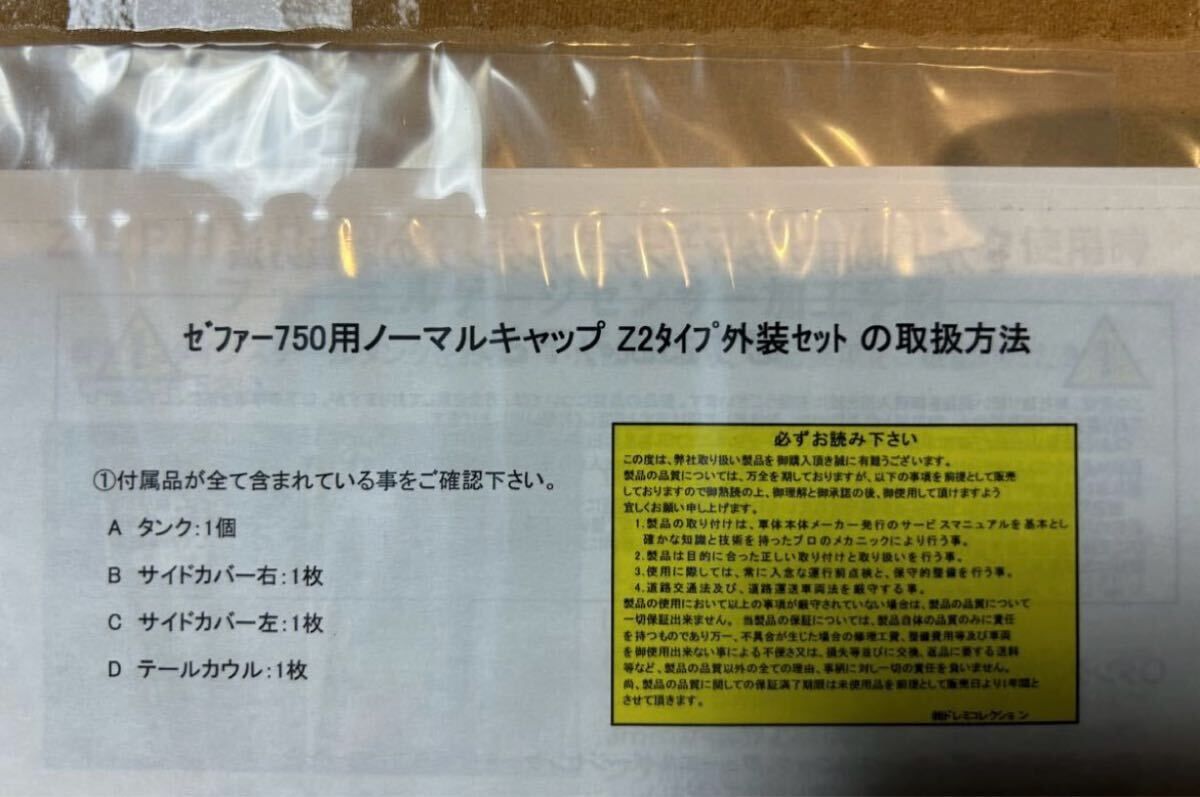 ｾﾞﾌｧｰ750用ノーマルキャップ Z2ﾀｲﾌﾟ外装ｾｯﾄ の取扱方法
①付属品が全て含まれている事をご確認下さい。
A タンク：1個
B サイドカバー右：1枚
C サイドカバー左：1枚
D テールカウル：1枚
必ずお読み下さい
この度は、弊社取り扱い製品を御購入頂き誠に有難うございます。
製品の品質については、万全を期しておりますが、以下の事項を前提として販売
しておりますので御熟読の上、御理解と御承諾の後、御使用して頂けますよう
宜しくお願い申し上げます。
1.製品の取り付けは、車体本体メーカー発行のサービスマニュアルを基本とし
確かな知識と技術を持ったプロのメカニックにより行う事。
2.製品は目的に合った正しい取り付けと取り扱いを行う事。
3.使用に際しては、常に入念な運行前点検と、保守的整備を行う事。
4.道路交通法及び、道路運送車両法を厳守する事。
製品の使用において以上の事項が厳守されていない場合は、製品の品質について
一切保証出来ません。 当製品の保証については、製品自体の品質のみに責任
を持つものであり万一、不具合が生じた場合の修理工賃、整備費用等及び車両
を御使用出来ない事による不便さ又は、損失等並びに交換、返品に要する送料
等など、製品の品質以外の全ての理由、事柄に対し一切の責任を負いません。
尚、製品の品質に関しての保証満了期限は未使用品を前提として販売日より1年間と
させて頂きます。
㈱ドレミコレクション